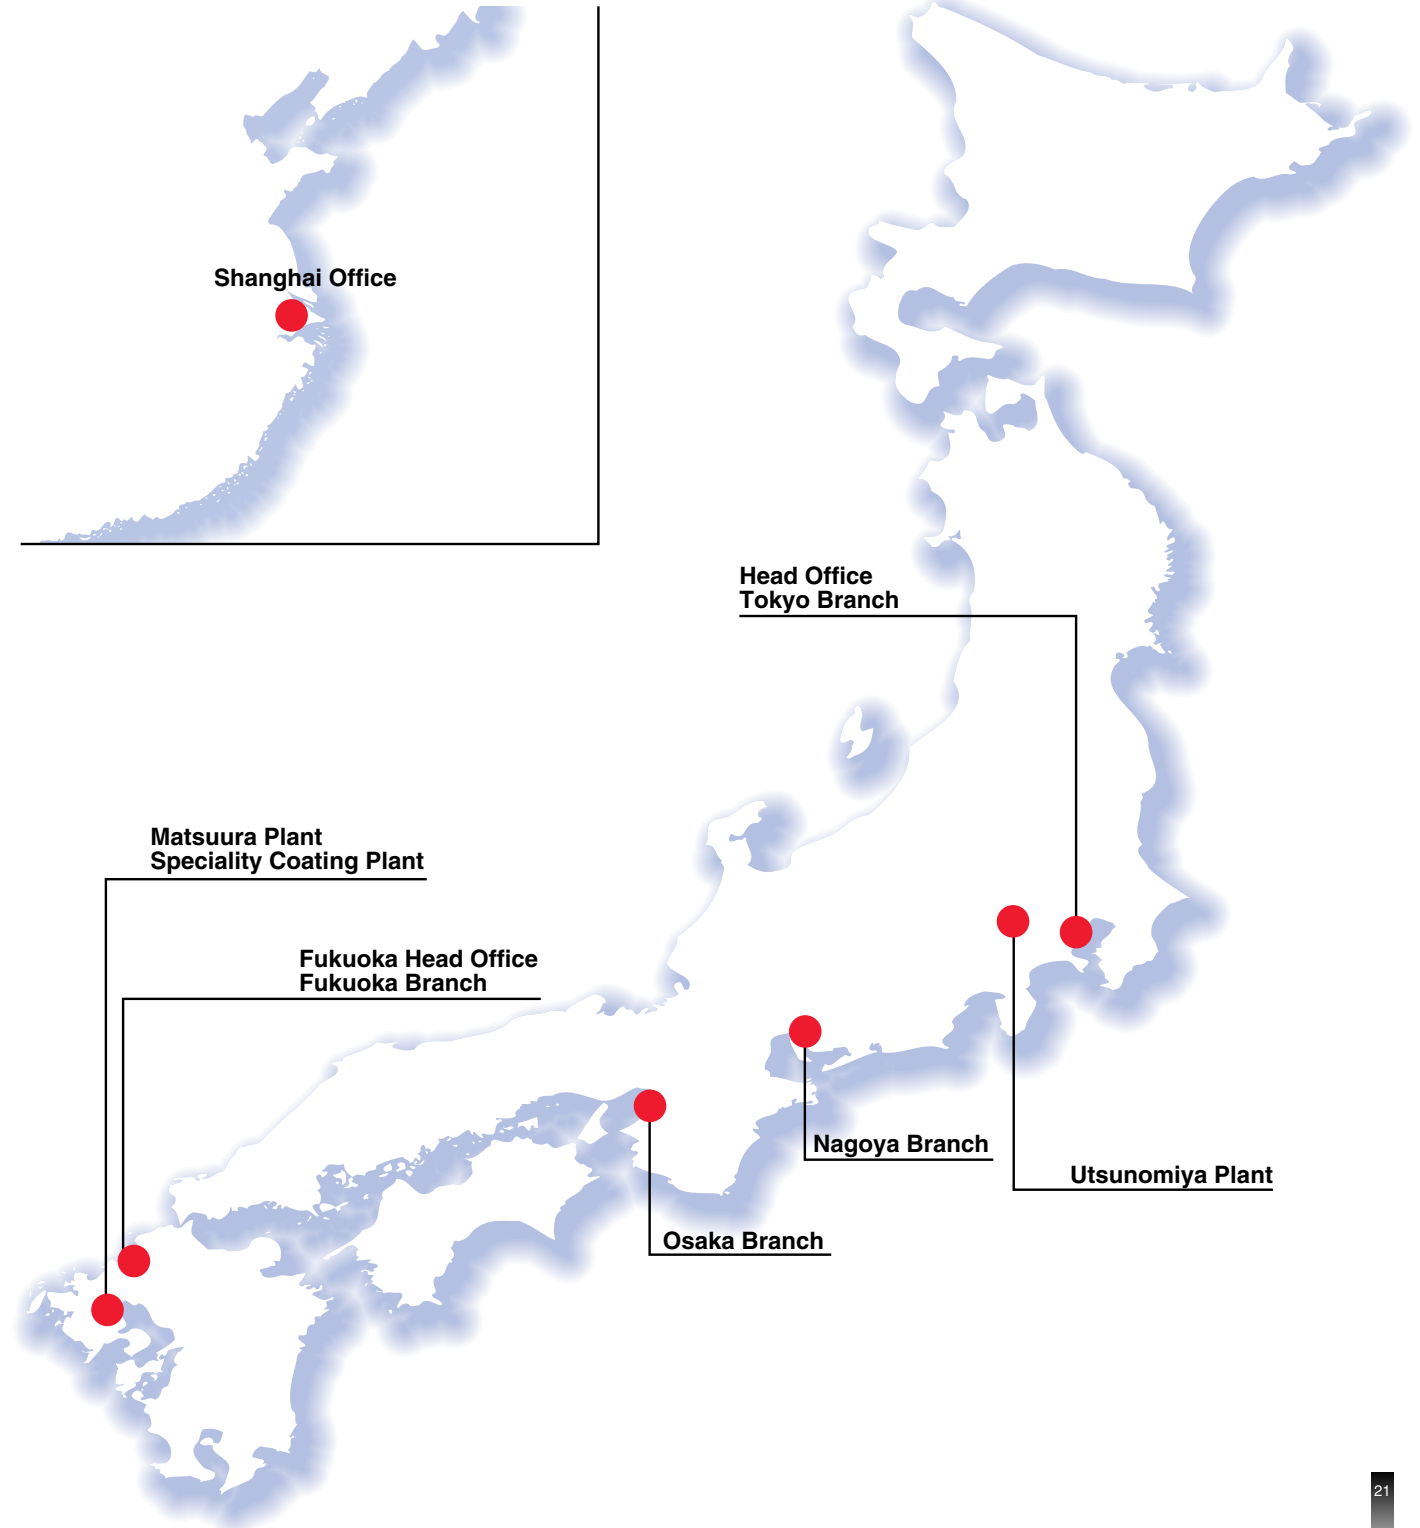 Shanghai Office
Head Office
Tokyo Branch
Matsuura Plant
Speciality Coating Plant
Fukuoka Head Office
Fukuoka Branch
Nagoya Branch
Utsunomiya Plant
Osaka Branch
21